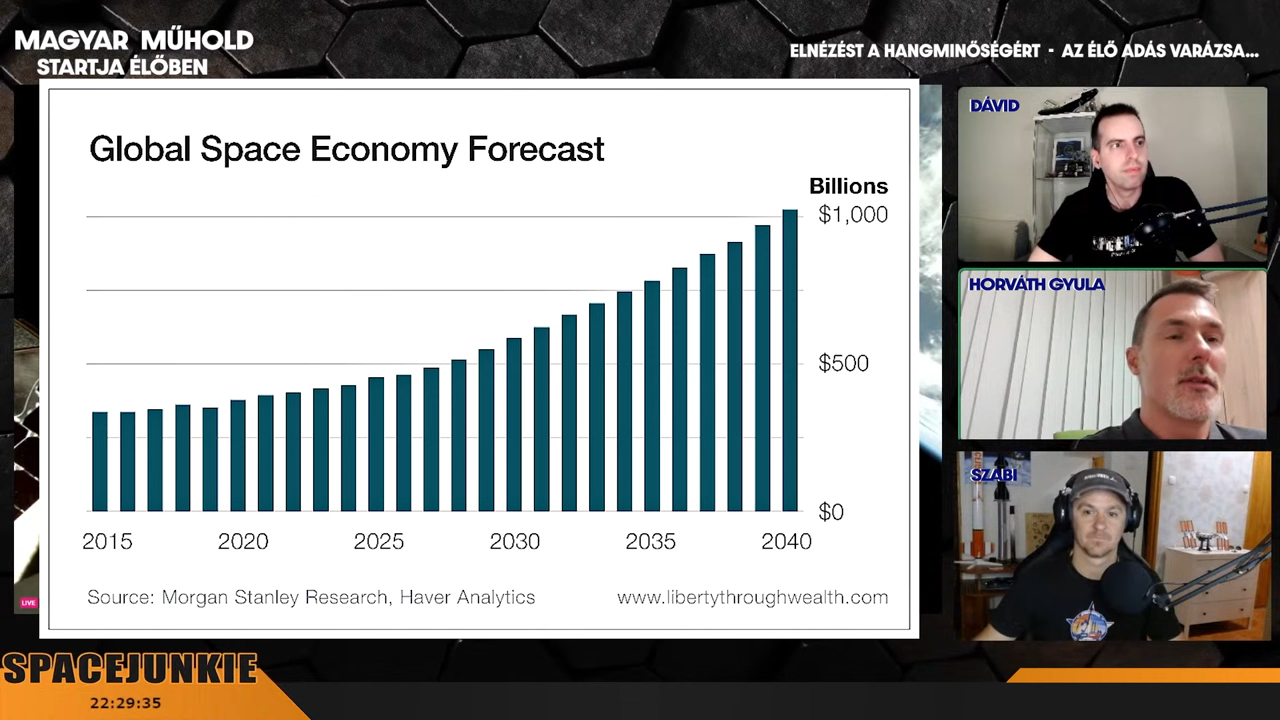 MAGYAR MŰHOLD
STARTJA ÉLŐBEN
ELNÉZÉST A HANGMINŐSÉGÉRT - AZ ÉLŐ ADÁS VARÁZSA...
Global Space Economy Forecast
Billions
$1,000
$500
$0
2015 2020 2025 2030 2035 2040
Source: Morgan Stanley Research, Haver Analytics
www.libertythroughwealth.com
LIVE
DÁVID
HORVÁTH GYULA
SZABI
SPACEJUNKIE
22:29:35